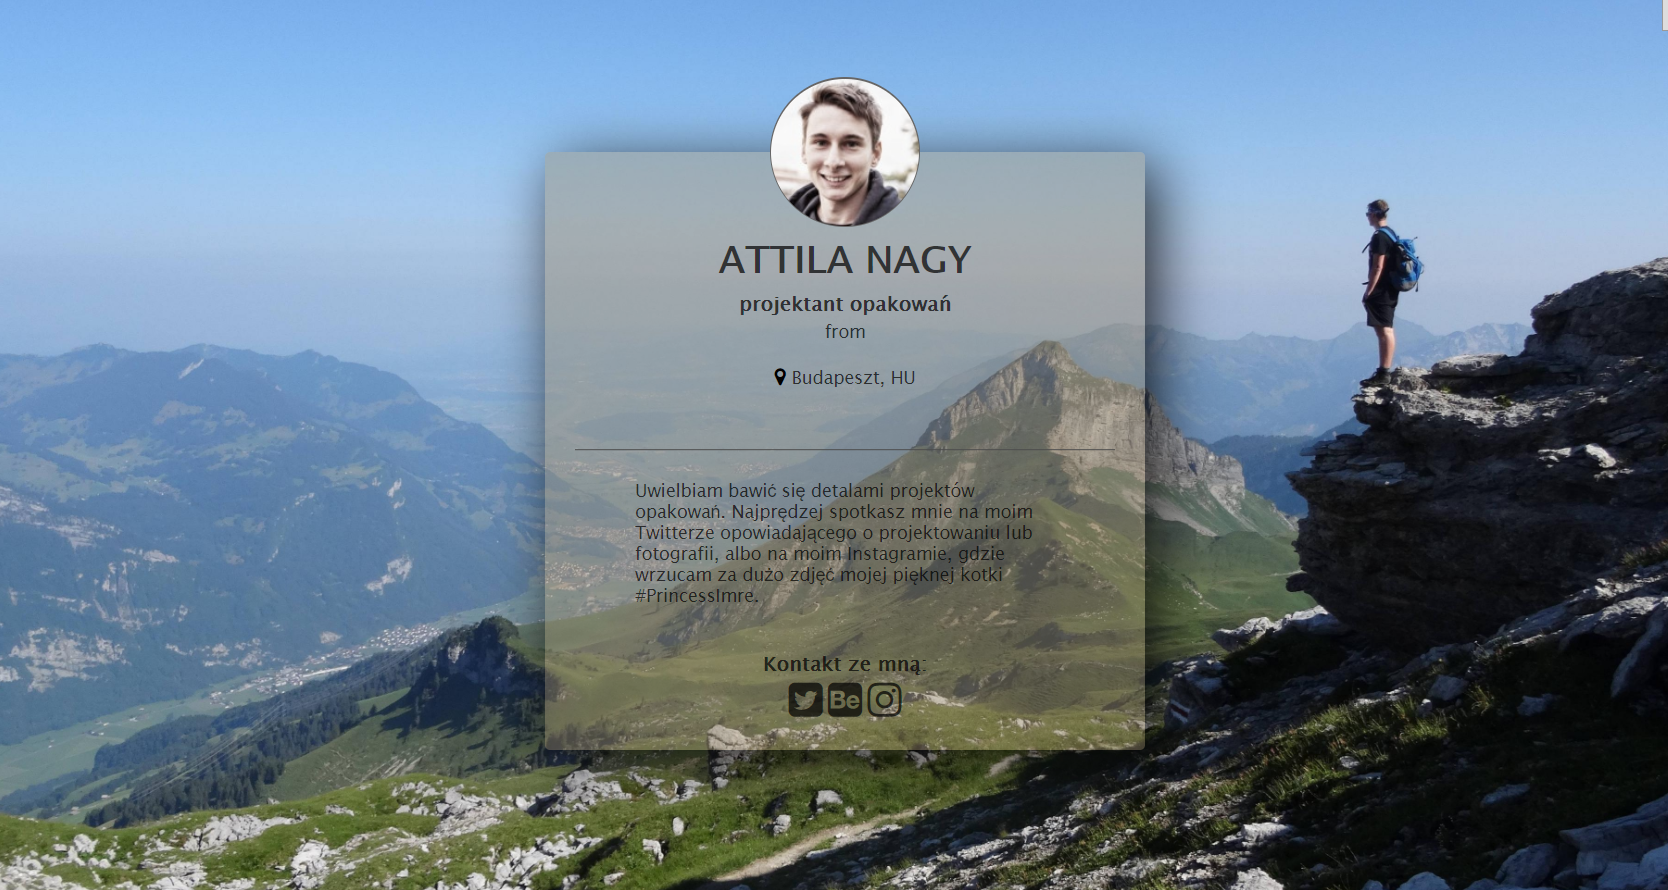 ATTILA NAGY
projektant opakowań
from
Budapeszt, HU
Uwielbiam bawić się detalami projektów
opakowań. Najprędzej spotkasz mnie na moim
Twitterze opowiadającego o projektowaniu lub
fotografii, albo na moim Instagramie, gdzie
wrzucam za dużo zdjęć mojej pięknej kotki
#PrincessImre.
Kontakt ze mną:
Bē